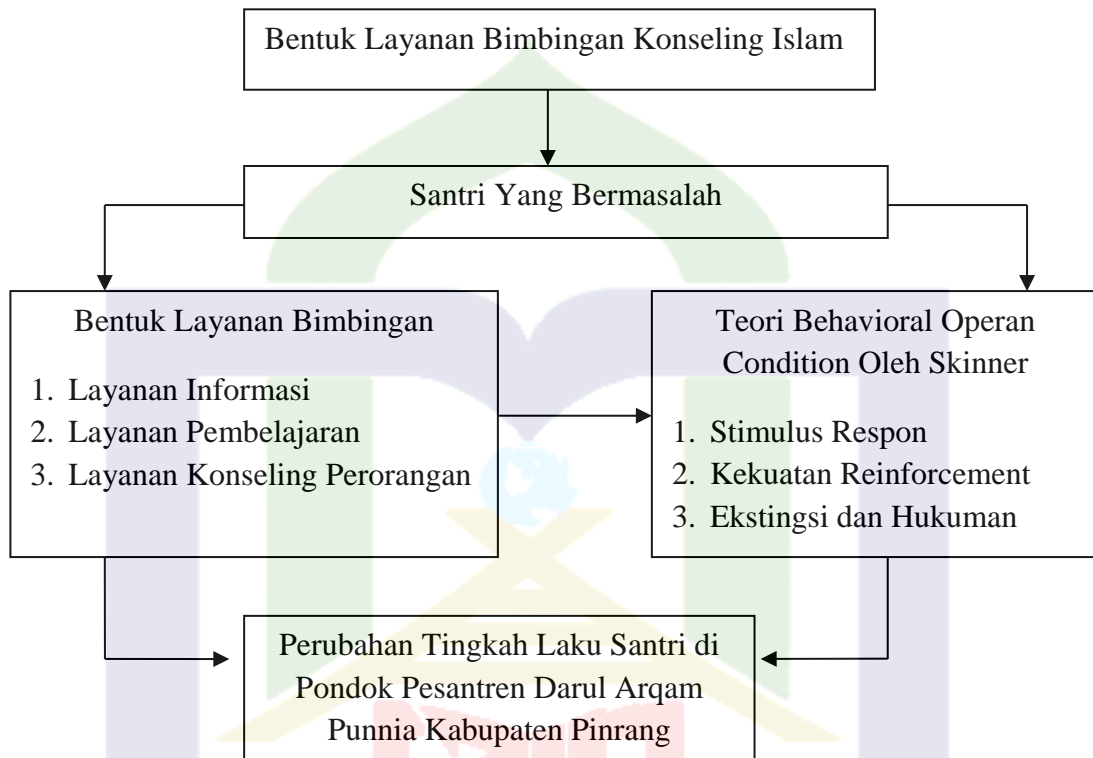 Bentuk Layanan Bimbingan Konseling Islam
Santri Yang Bermasalah
Bentuk Layanan Bimbingan
1. Layanan Informasi
2. Layanan Pembelajaran
3. Layanan Konseling Perorangan
Teori Behavioral Operan
Condition Oleh Skinner
1. Stimulus Respon
2. Kekuatan Reinforcement
3. Ekstingsi dan Hukuman
Perubahan Tingkah Laku Santri di
Pondok Pesantren Darul Arqam
Punnia Kabupaten Pinrang